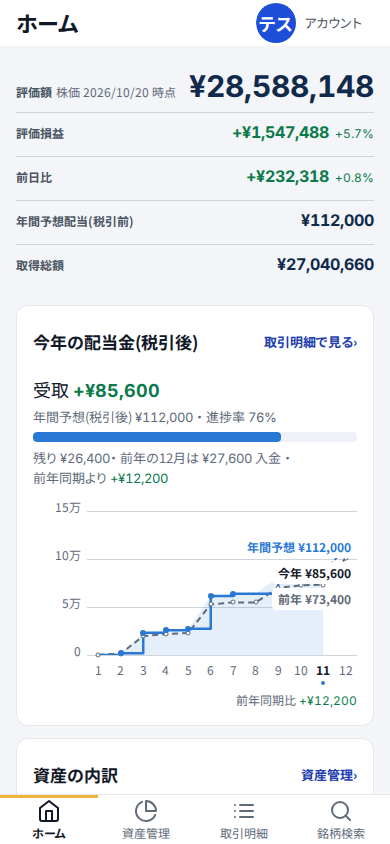 ホーム
テス アカウント
評価額 株価 2026/10/20 時点 ¥28,588,148
評価損益 +¥1,547,488 +5.7%
前日比 +¥232,318 +0.8%
年間予想配当(税引前) ¥112,000
取得総額 ¥27,040,660
今年の配当金(税引後) 取引明細で見る›
受取 +¥85,600
年間予想(税引後) ¥112,000・進捗率 76%
残り ¥26,400・前年の12月は ¥27,600 入金・
前年同期より +¥12,200
15万
10万
5万
0
年間予想 ¥112,000
今年 ¥85,600
前年 ¥73,400
1 2 3 4 5 6 7 8 9 10 11 12
前年同期比 +¥12,200
資産の内訳 資産管理›
ホーム 資産管理 取引明細 銘柄検索